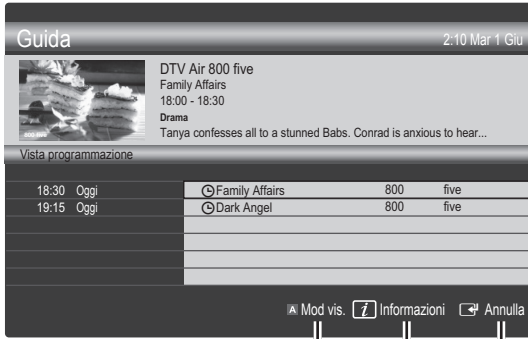 Guida 2:10 Mar 1 Giu
DTV Air 800 five
Family Affairs
18:00 - 18:30
Drama
Tanya confesses all to a stunned Babs. Conrad is anxious to hear...
800 five
Vista programmazione
18:30 Oggi Family Affairs 800 five
19:15 Oggi Dark Angel 800 five
A Mod vis. i Informazioni Annulla